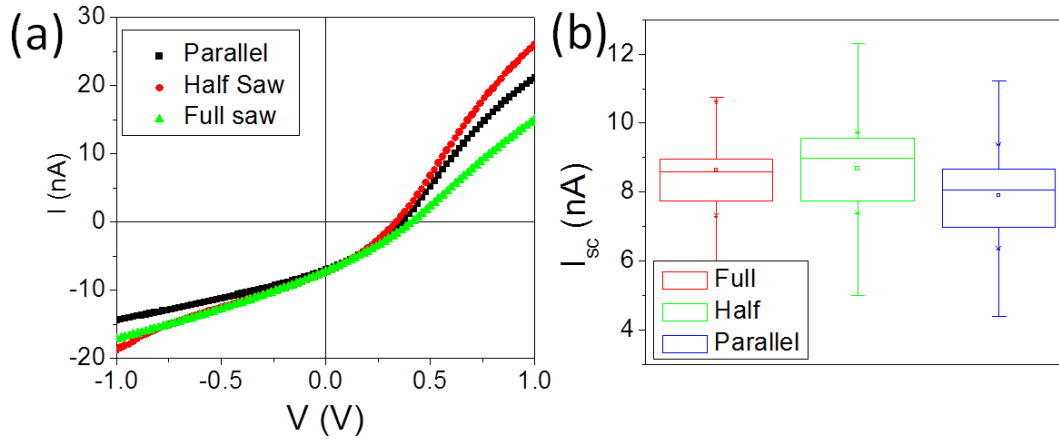 (a)
I (nA)
30
20
10
0
-10
-20
Parallel
Half Saw
Full saw
-1.0 -0.5 0.0 0.5 1.0
V (V)
(b)
I_sc (nA)
12
10
8
6
4
Full
Half
Parallel